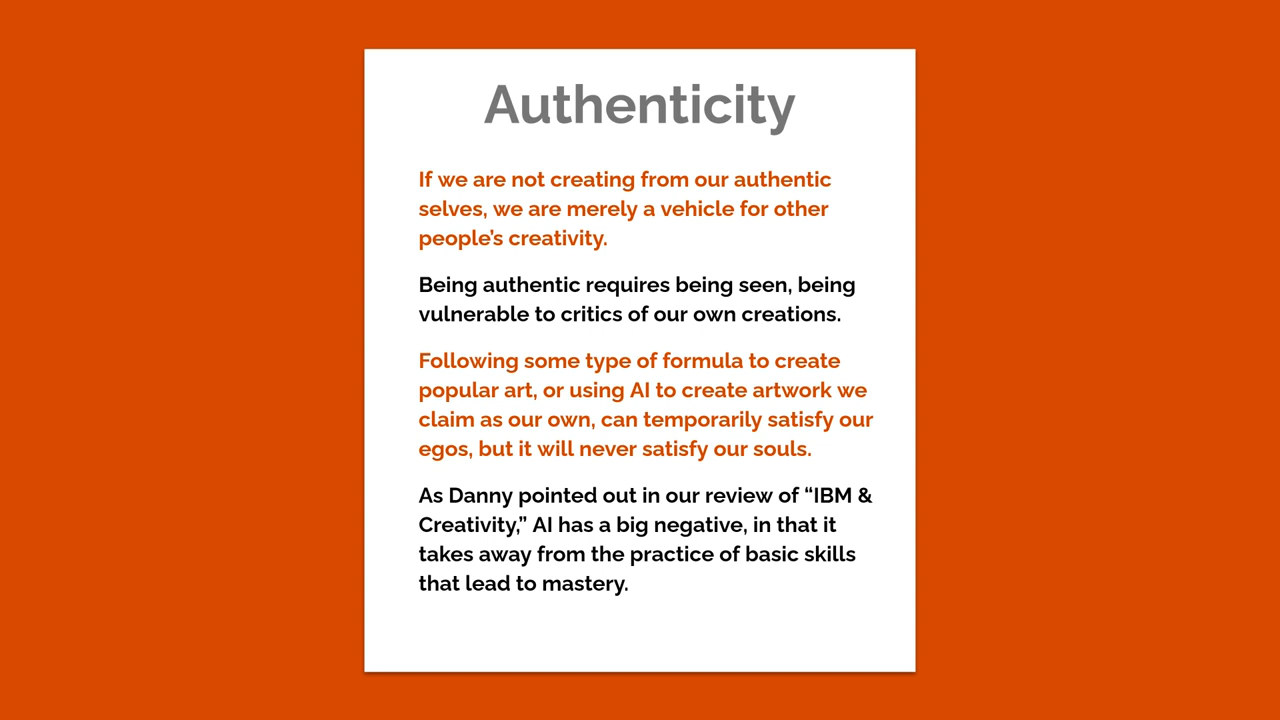 Authenticity
If we are not creating from our authentic
selves, we are merely a vehicle for other
people’s creativity.
Being authentic requires being seen, being
vulnerable to critics of our own creations.
Following some type of formula to create
popular art, or using AI to create artwork we
claim as our own, can temporarily satisfy our
egos, but it will never satisfy our souls.
As Danny pointed out in our review of “IBM &
Creativity,” AI has a big negative, in that it
takes away from the practice of basic skills
that lead to mastery.